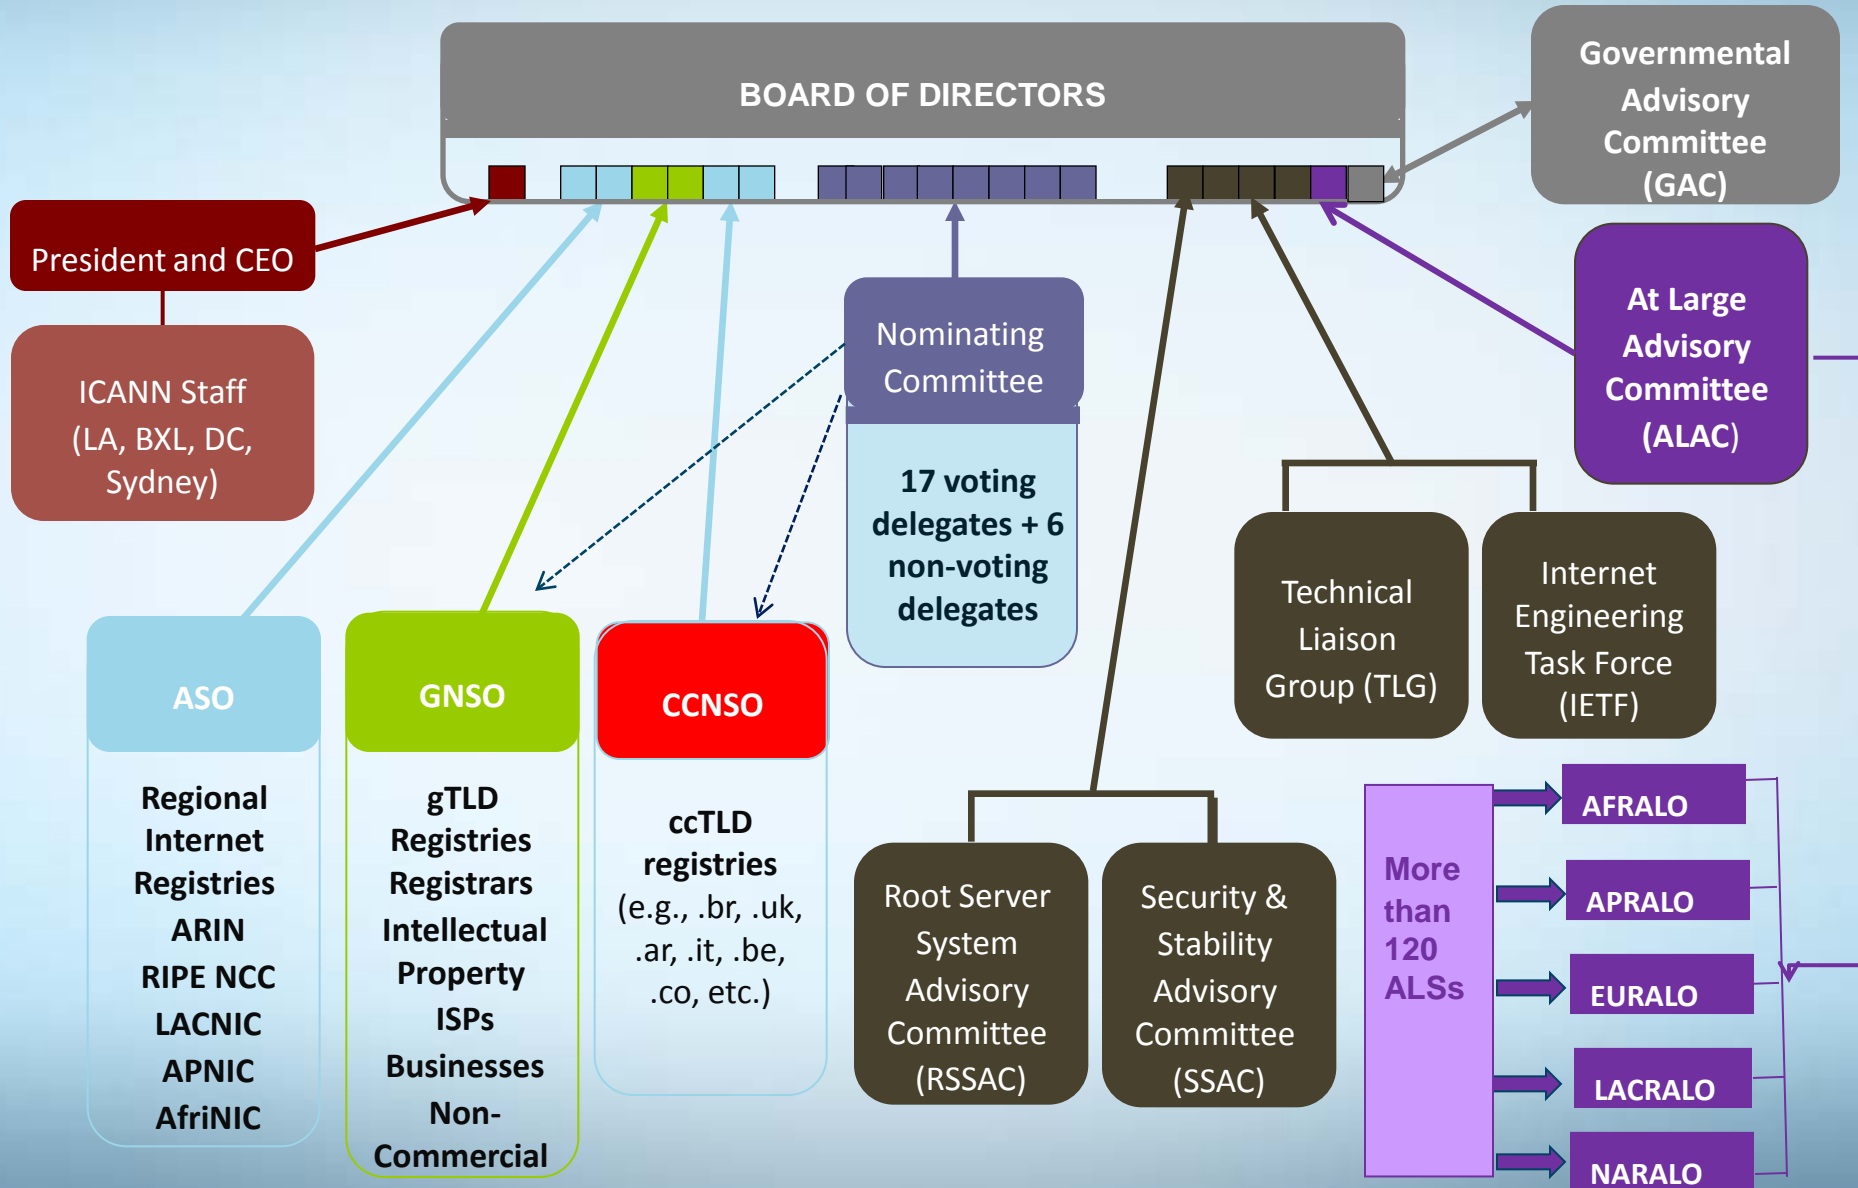 BOARD OF DIRECTORS
Governmental
Advisory
Committee
(GAC)
President and CEO
ICANN Staff
(LA, BXL, DC,
Sydney)
Nominating
Committee
17 voting
delegates + 6
non-voting
delegates
At Large
Advisory
Committee
(ALAC)
Technical
Liaison
Group (TLG)
Internet
Engineering
Task Force
(IETF)
ASO
Regional
Internet
Registries
ARIN
RIPE NCC
LACNIC
APNIC
AfriNIC
GNSO
gTLD
Registries
Registrars
Intellectual
Property
ISPs
Businesses
Non-
Commercial
CCNSO
ccTLD
registries
(e.g., .br, .uk,
.ar, .it, .be,
.co, etc.)
Root Server
System
Advisory
Committee
(RSSAC)
Security &
Stability
Advisory
Committee
(SSAC)
More
than
120
ALSs
AFRALO
APRALO
EURALO
LACRALO
NARALO